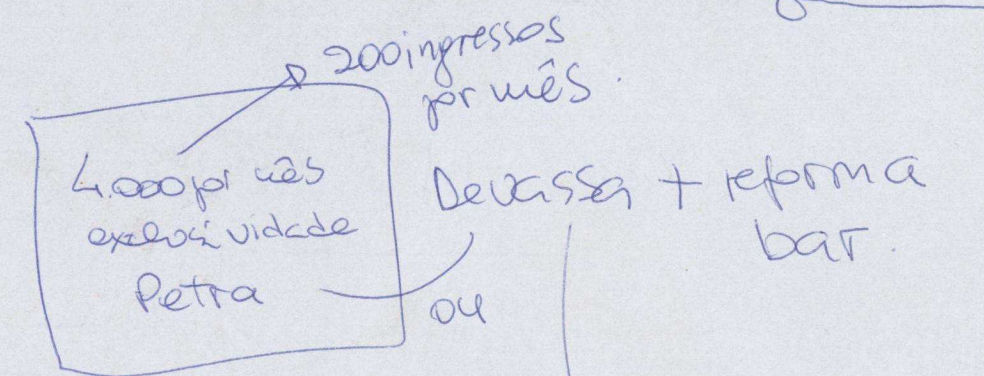 200 ingressos
por mês.
4.000 por mês
exclusividade
Petra
ou
Devassa + reforma
bar.